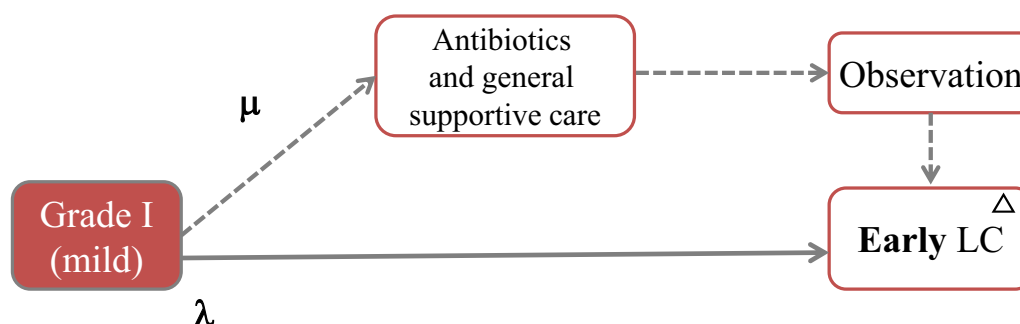 Antibiotics
and general
supportive care
Observation
μ
Grade I
(mild)
△
Early LC
λ